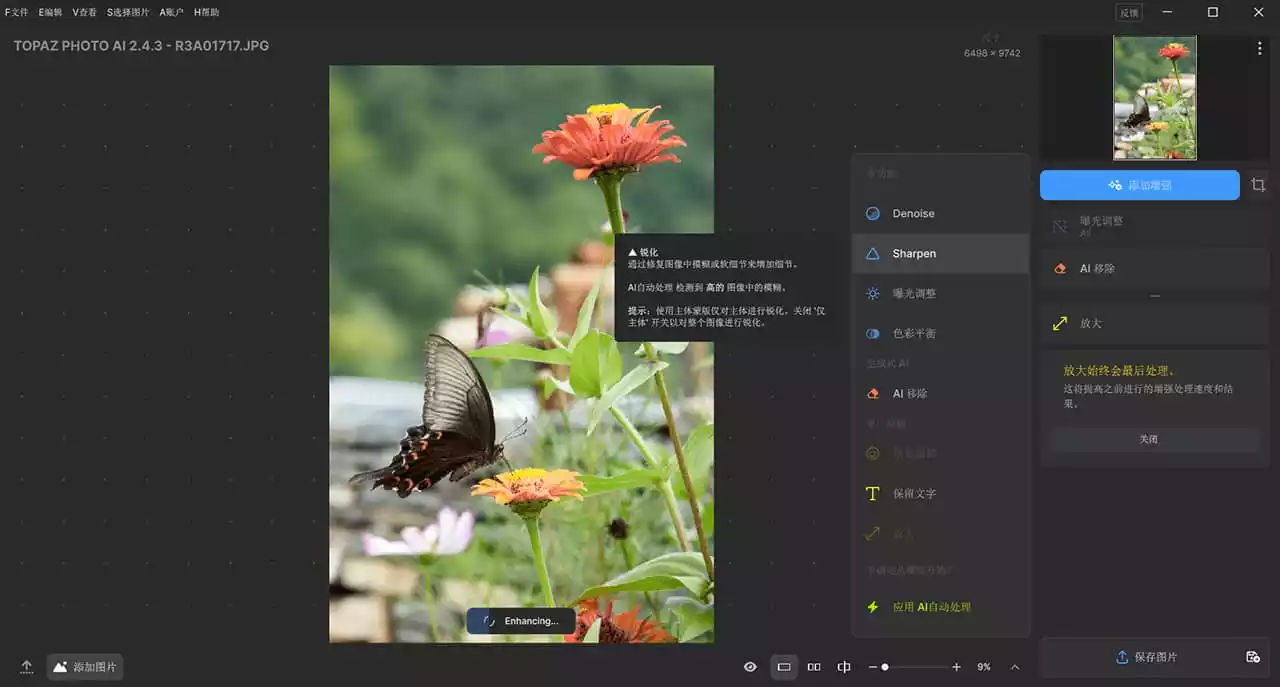 F文件 E编辑 V查看 S选择图片 A账户 H帮助
反馈
TOPAZ PHOTO AI 2.4.3 - R3A01717.JPG
尺寸
6498 × 9742
添加增强
Denoise
曝光调整
AI
Sharpen
▲ 锐化
通过修复图像中模糊或软细节来增加细节。
AI自动处理 检测到 高的 图像中的模糊。
提示：使用主体蒙版仅对主体进行锐化。关闭 '仅
主体' 开关以对整个图像进行锐化。
AI 移除
曝光调整
放大
色彩平衡
生成式 AI
放大始终会最后处理。
这将提高之前进行的增强处理速度和结
果。
AI 移除
关闭
保留文字
放大
应用 AI自动处理
Enhancing...
添加图片
9%
保存图片